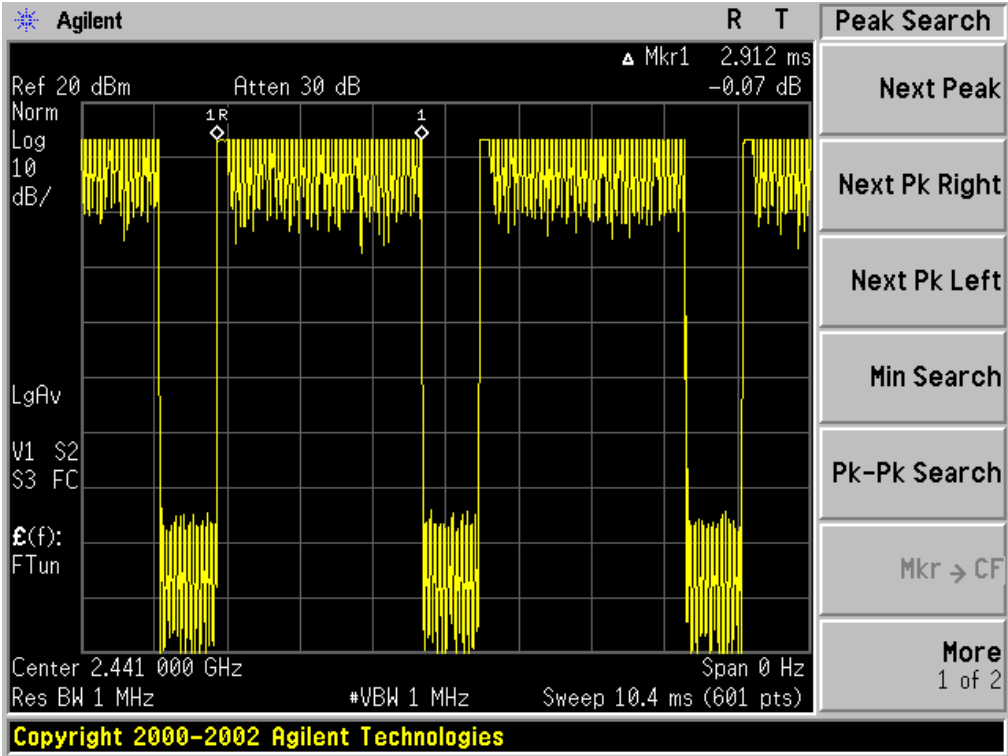 Agilent R T Peak Search
Δ Mkr1 2.912 ms
Ref 20 dBm Atten 30 dB -0.07 dB
Norm
Log
10
dB/
1R 1
LgAv
V1 S2
S3 FC
£(f):
FTun
Center 2.441 000 GHz Span 0 Hz
Res BW 1 MHz #VBW 1 MHz Sweep 10.4 ms (601 pts)
Copyright 2000-2002 Agilent Technologies
Next Peak
Next Pk Right
Next Pk Left
Min Search
Pk-Pk Search
Mkr → CF
More
1 of 2